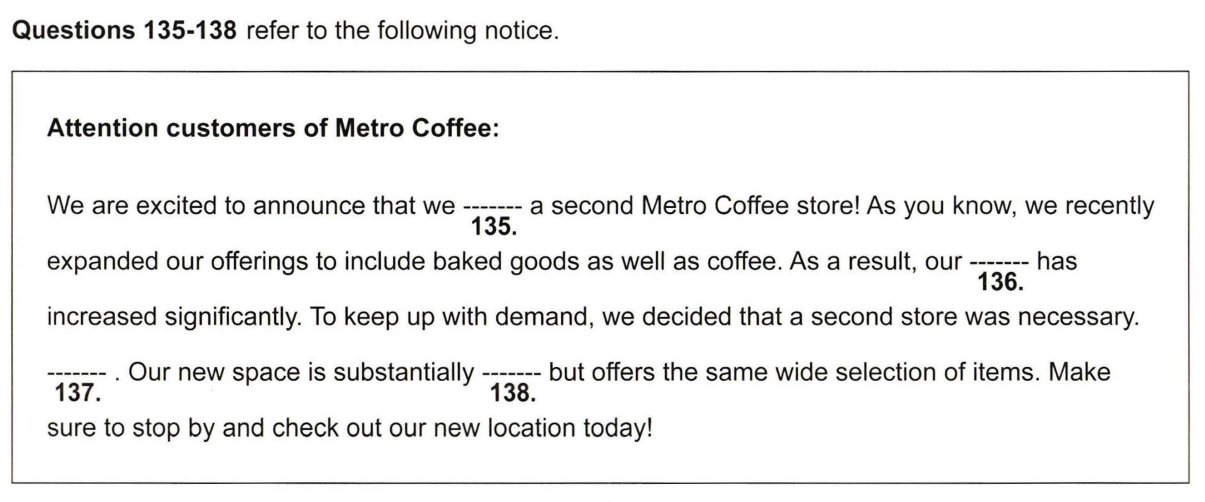 Questions 135-138 refer to the following notice.
Attention customers of Metro Coffee:
We are excited to announce that we ------- a second Metro Coffee store! As you know, we recently
135.
expanded our offerings to include baked goods as well as coffee. As a result, our ------- has
136.
increased significantly. To keep up with demand, we decided that a second store was necessary.
------- . Our new space is substantially ------- but offers the same wide selection of items. Make
137. 138.
sure to stop by and check out our new location today!